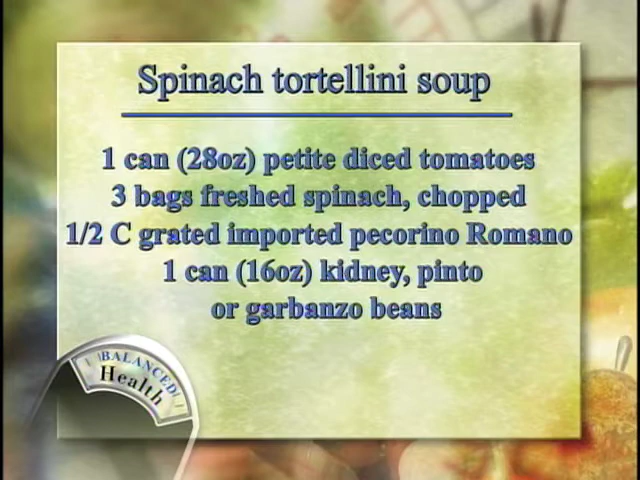 Spinach tortellini soup
1 can (28oz) petite diced tomatoes
3 bags freshed spinach, chopped
1/2 C grated imported pecorino Romano
1 can (16oz) kidney, pinto
or garbanzo beans
BALANCED
Health